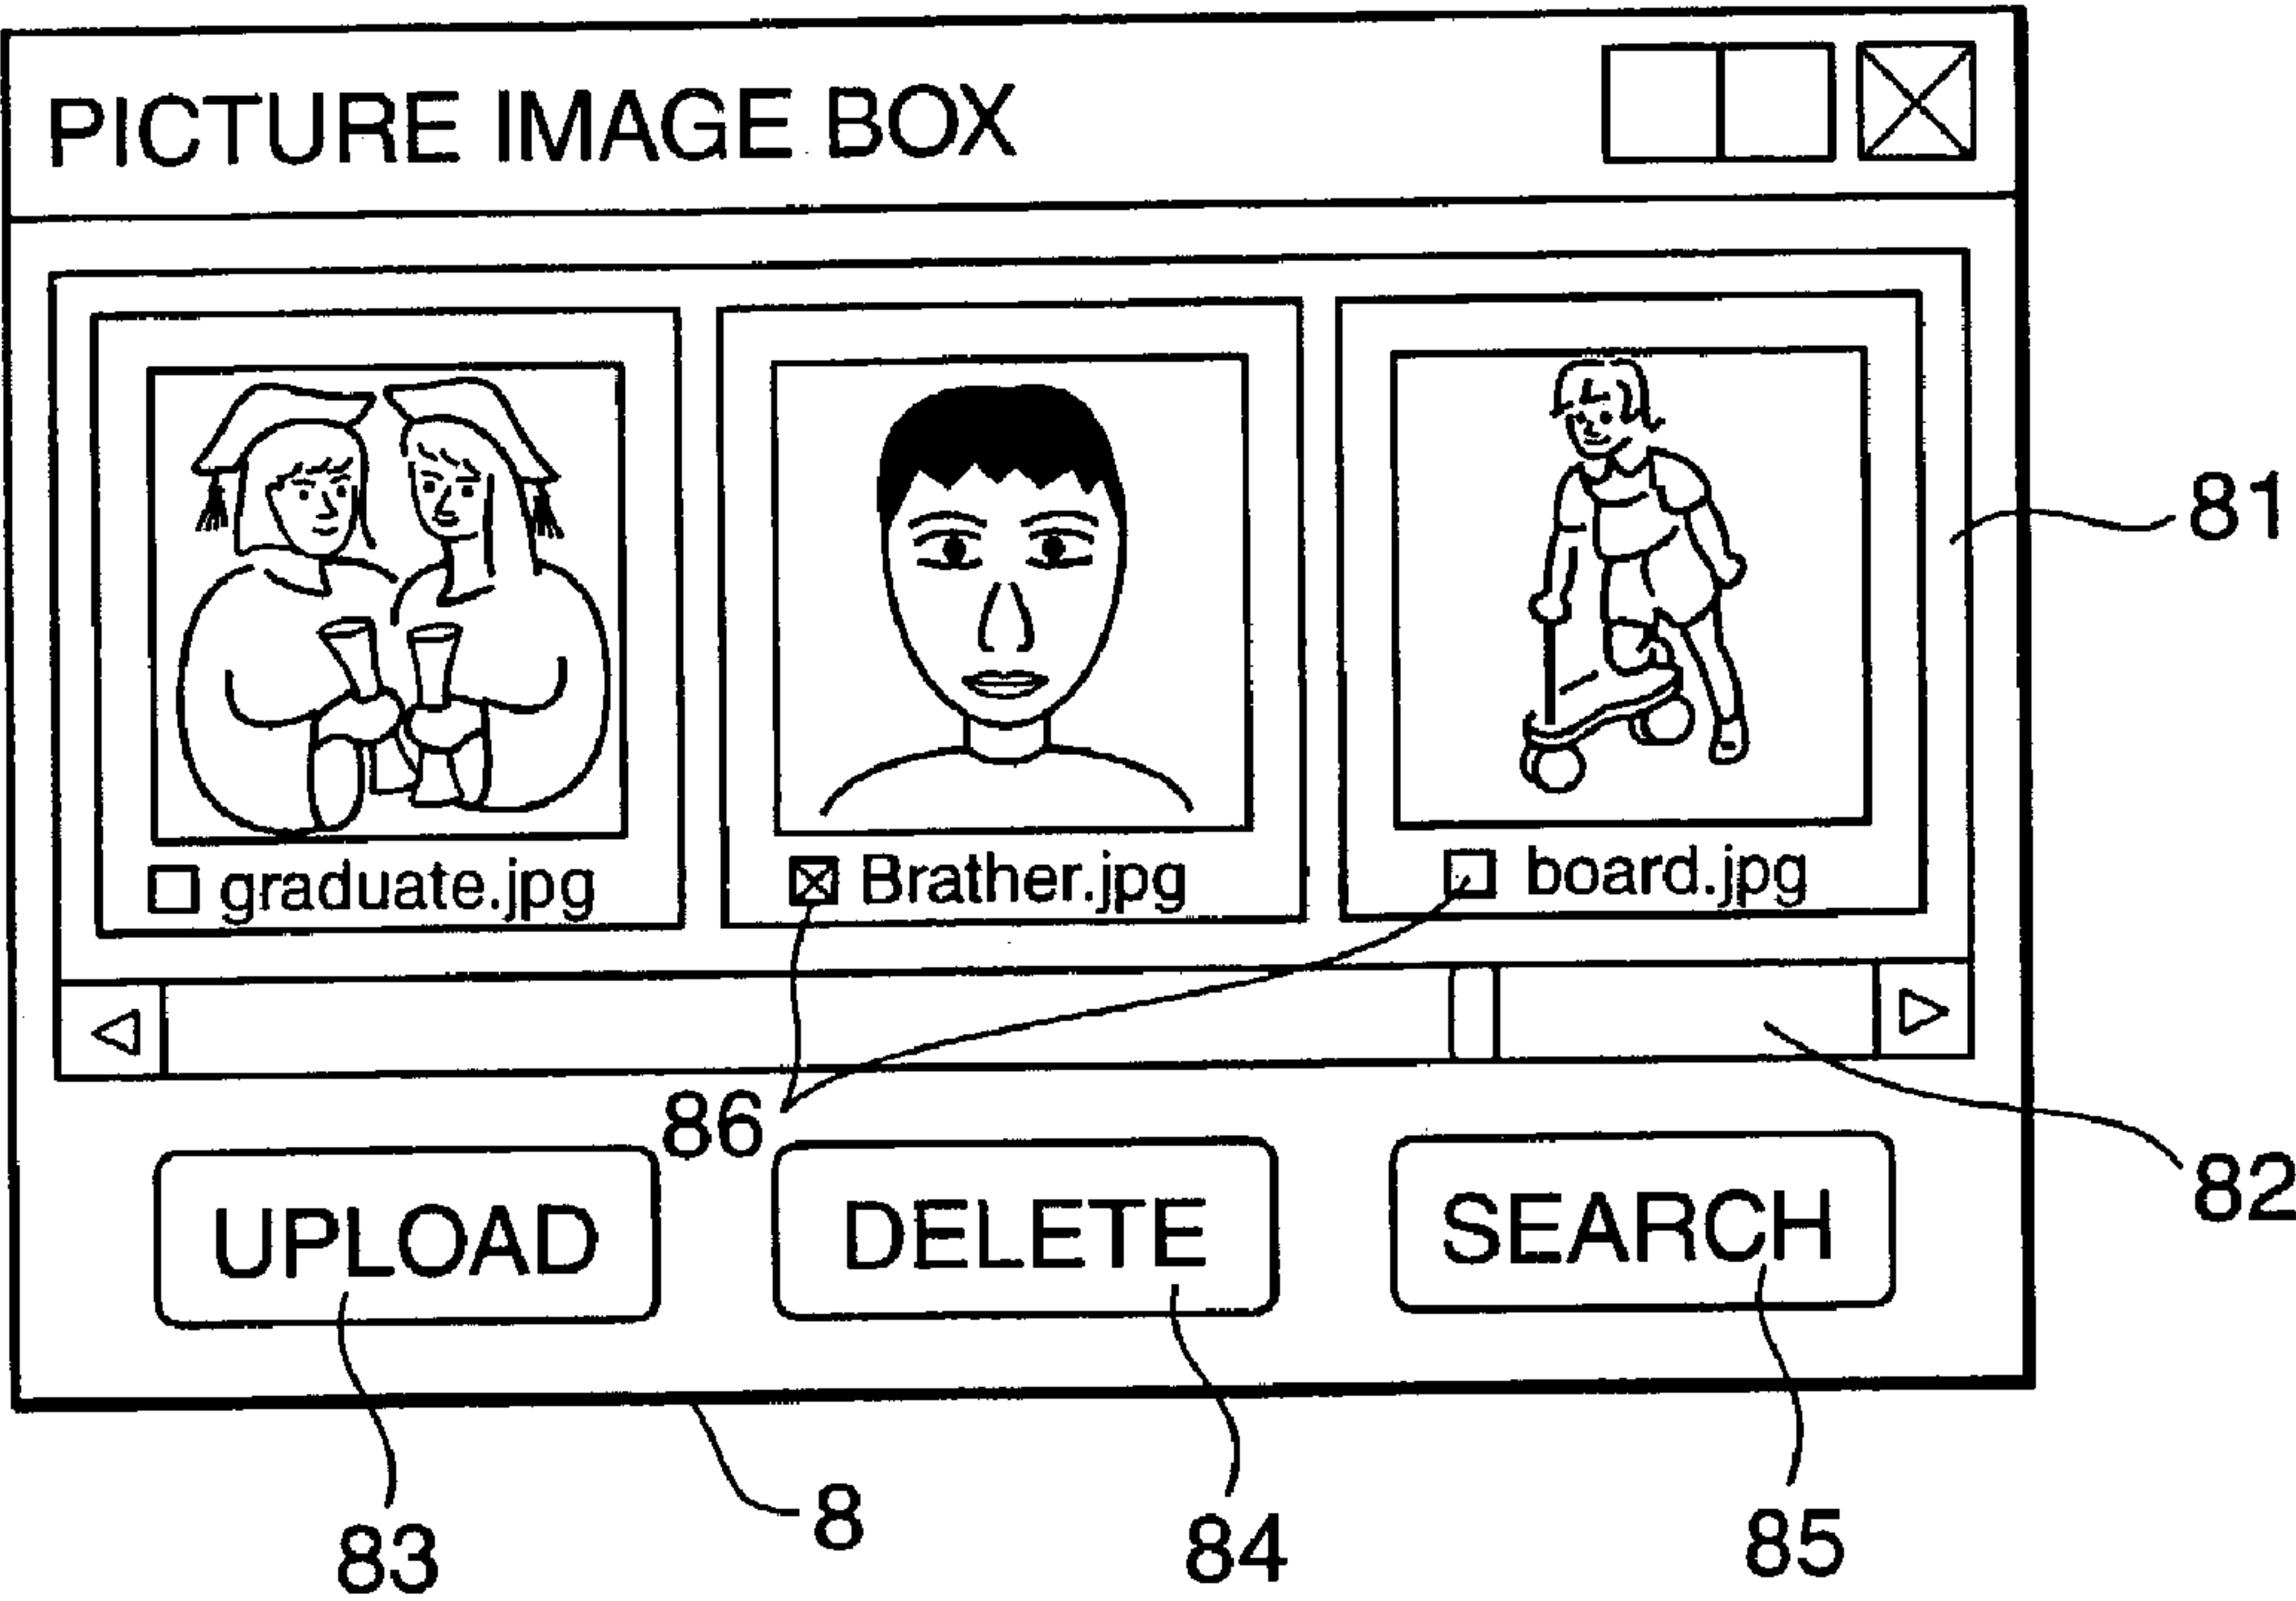 PICTURE IMAGE BOX
81
graduate.jpg
Brather.jpg
board.jpg
86
82
UPLOAD
DELETE
SEARCH
83
8
84
85